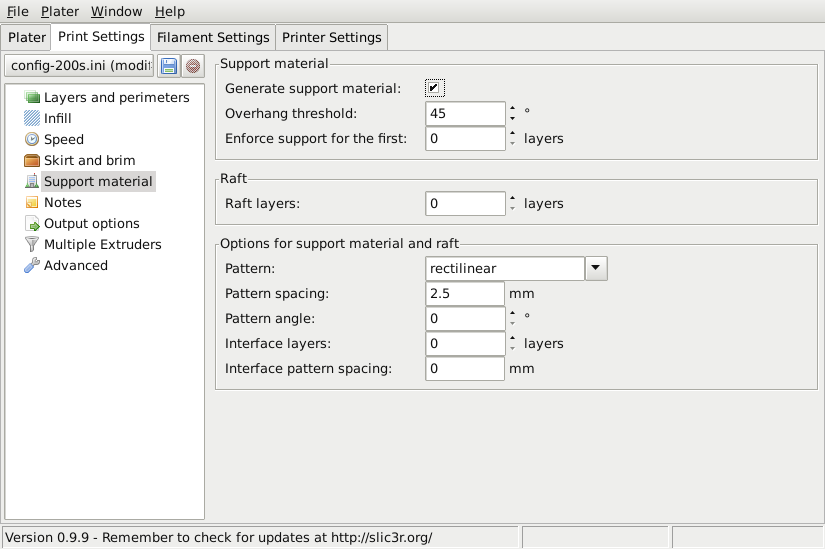 File Plater Window Help
Plater Print Settings Filament Settings Printer Settings
config-200s.ini (modif
Layers and perimeters
Infill
Speed
Skirt and brim
Support material
Notes
Output options
Multiple Extruders
Advanced
Support material
Generate support material:
Overhang threshold: 45 °
Enforce support for the first: 0 layers
Raft
Raft layers: 0 layers
Options for support material and raft
Pattern: rectilinear
Pattern spacing: 2.5 mm
Pattern angle: 0 °
Interface layers: 0 layers
Interface pattern spacing: 0 mm
Version 0.9.9 - Remember to check for updates at http://slic3r.org/